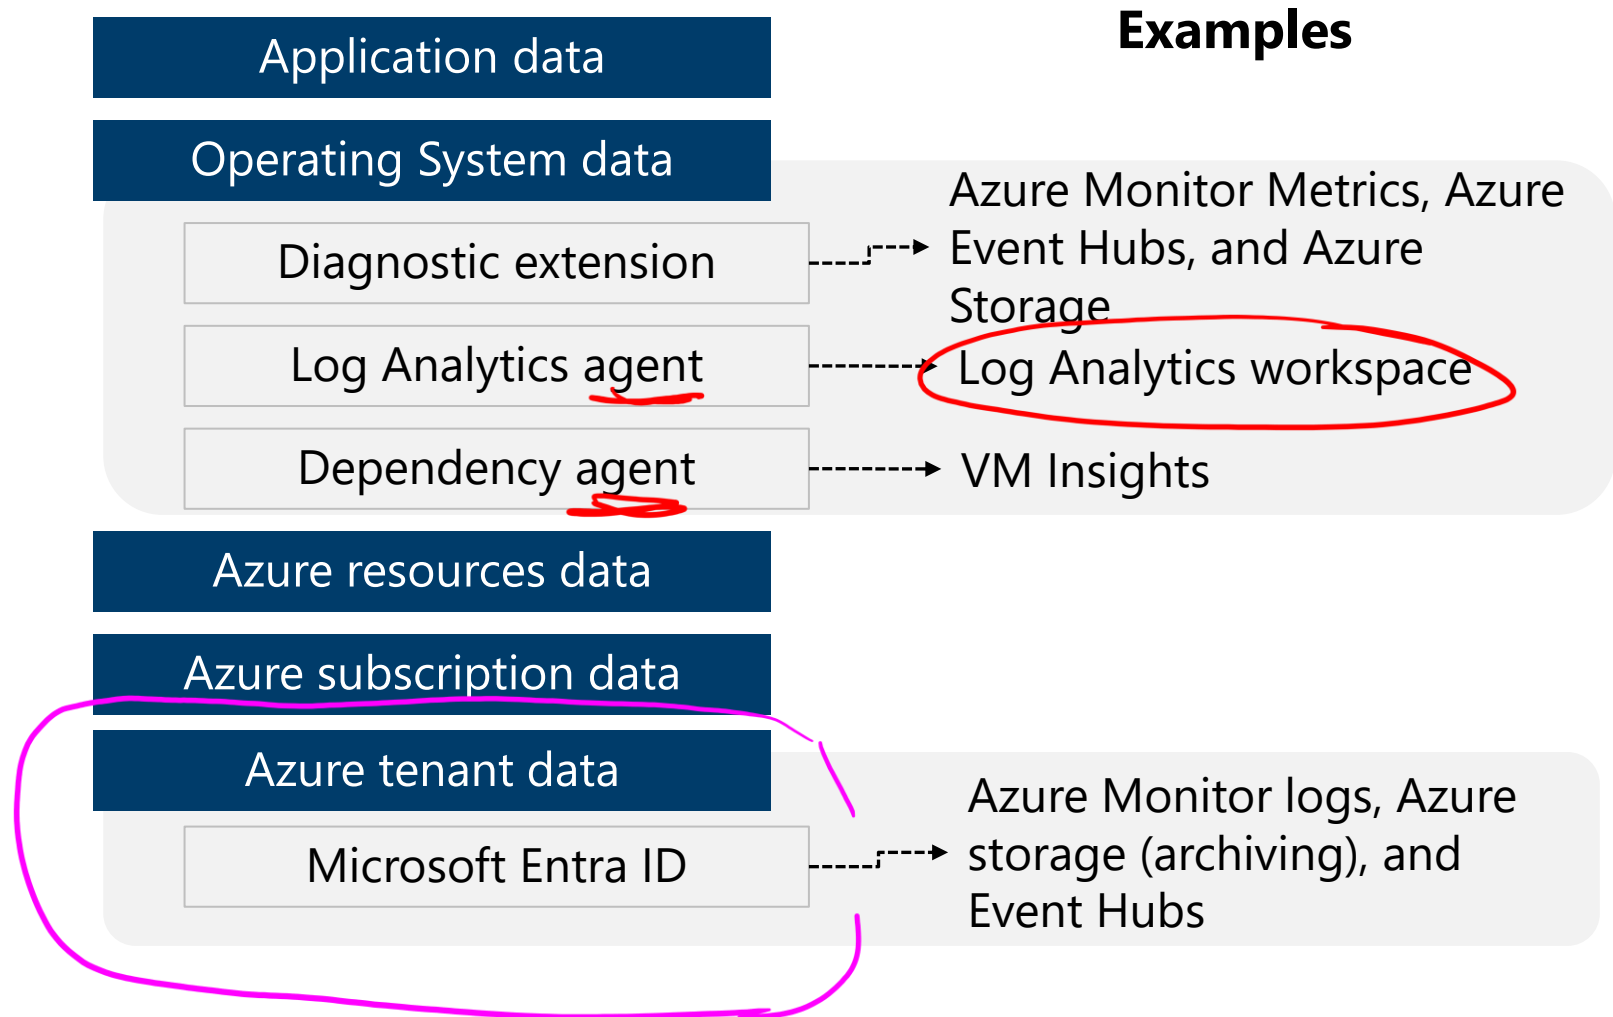 Examples
Application data
Operating System data
Diagnostic extension
Azure Monitor Metrics, Azure
Event Hubs, and Azure
Storage
Log Analytics agent
Log Analytics workspace
Dependency agent
VM Insights
Azure resources data
Azure subscription data
Azure tenant data
Microsoft Entra ID
Azure Monitor logs, Azure
storage (archiving), and
Event Hubs